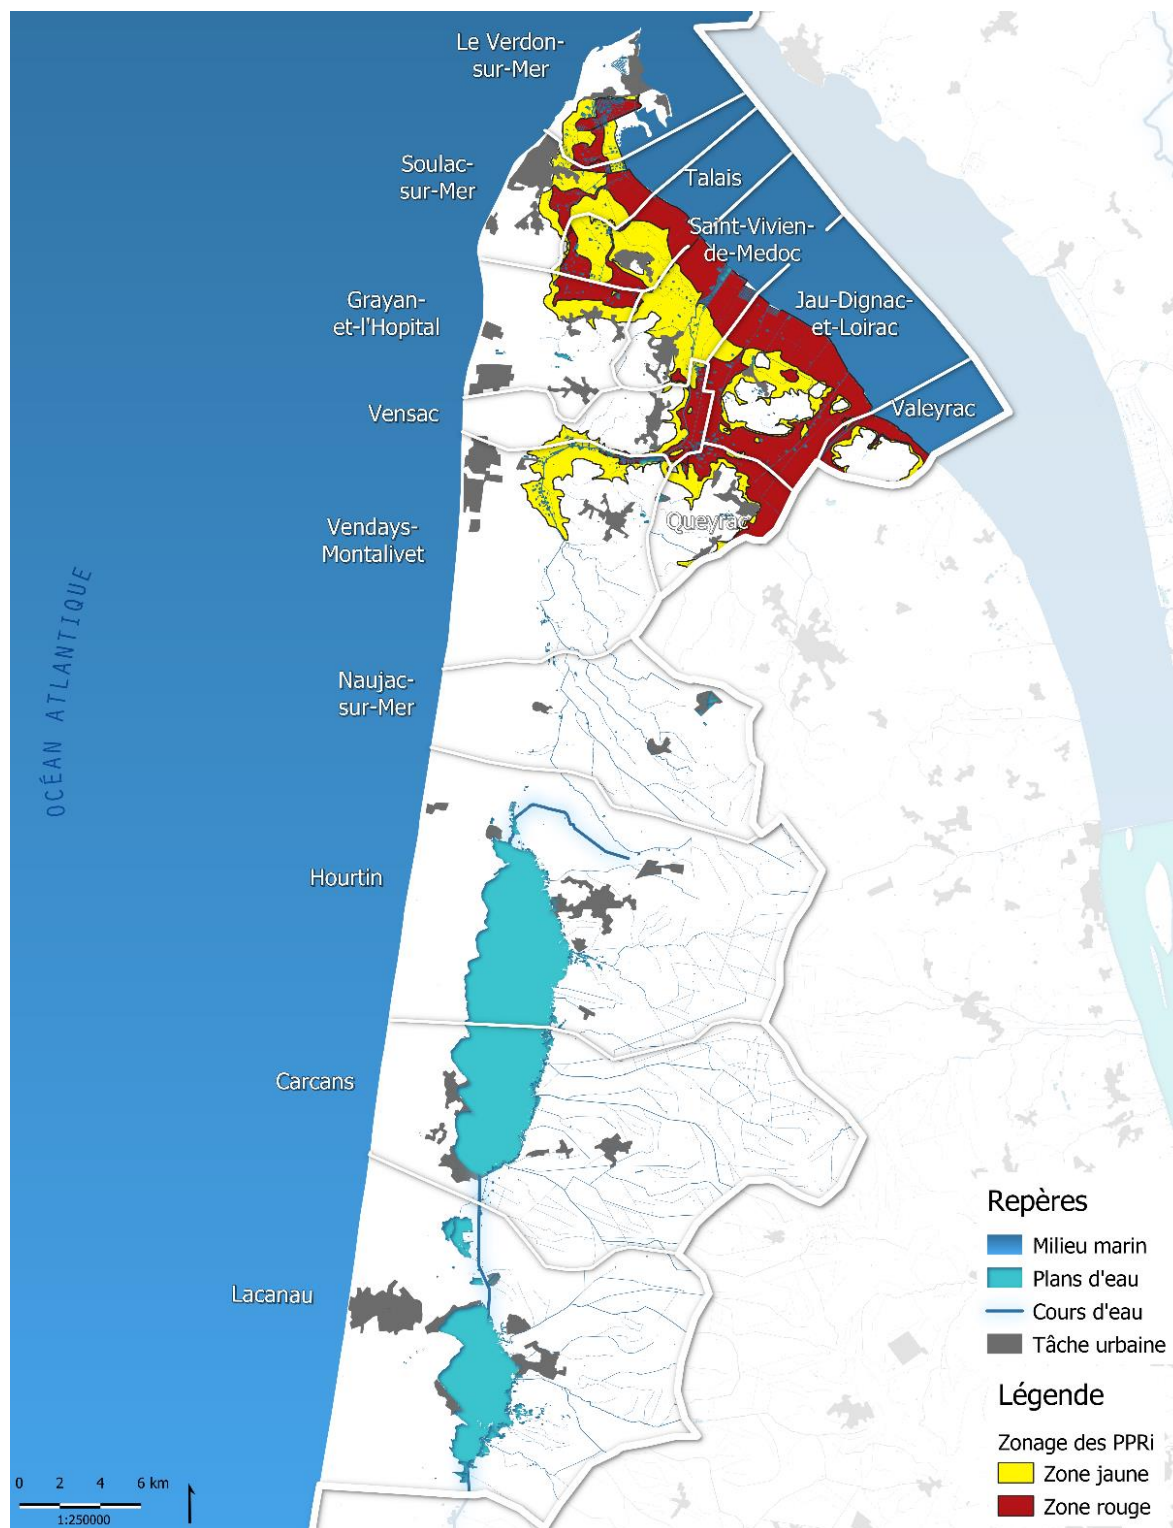 Le Verdon-
sur-Mer
Soulac-
sur-Mer
Talais
Saint-Vivien-
de-Medoc
Grayan-
et-l'Hopital
Jau-Dignac-
et-Loirac
Vensac
Valeyrac
Vendays-
Montalivet
Queyrac
OCÉAN ATLANTIQUE
Naujac-
sur-Mer
Hourtin
Carcans
Lacanau
Repères
Milieu marin
Plans d'eau
Cours d'eau
Tâche urbaine
Légende
Zonage des PPRi
Zone jaune
Zone rouge
0 2 4 6 km
1:250000